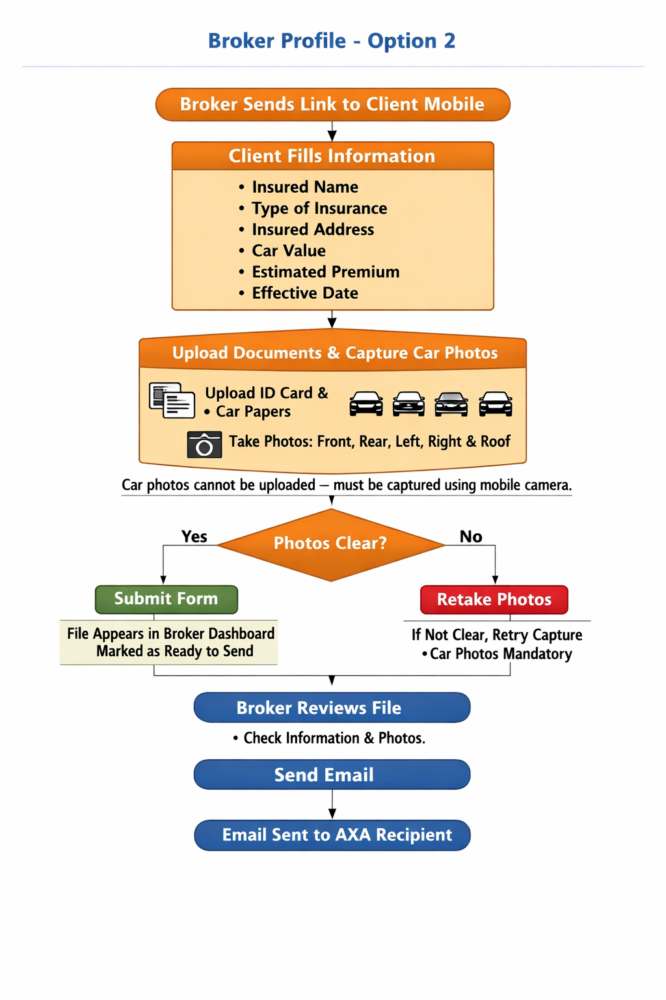 Broker Profile - Option 2
Broker Sends Link to Client Mobile
Client Fills Information
• Insured Name
• Type of Insurance
• Insured Address
• Car Value
• Estimated Premium
• Effective Date
Upload Documents & Capture Car Photos
Upload ID Card &
• Car Papers
Take Photos: Front, Rear, Left, Right & Roof
Car photos cannot be uploaded – must be captured using mobile camera.
Photos Clear?
Yes
No
Submit Form
File Appears in Broker Dashboard
Marked as Ready to Send
Retake Photos
If Not Clear, Retry Capture
• Car Photos Mandatory
Broker Reviews File
• Check Information & Photos.
Send Email
Email Sent to AXA Recipient